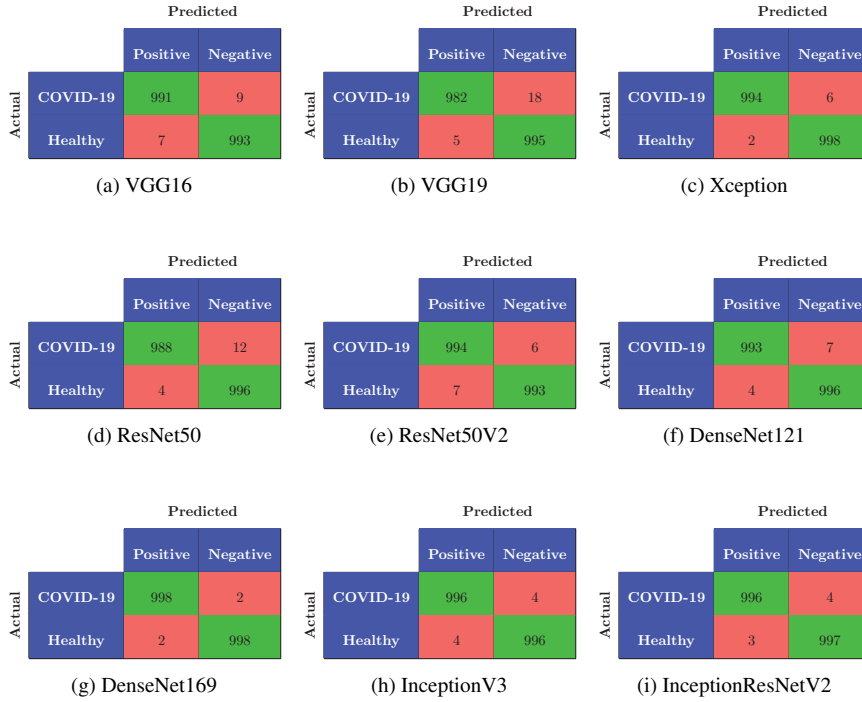 Predicted Predicted Predicted
Positive Negative Positive Negative Positive Negative
Actual COVID-19 991 9 Actual COVID-19 982 18 Actual COVID-19 994 6
Healthy 7 993 Healthy 5 995 Healthy 2 998
(a) VGG16 (b) VGG19 (c) Xception
Predicted Predicted Predicted
Positive Negative Positive Negative Positive Negative
Actual COVID-19 988 12 Actual COVID-19 994 6 Actual COVID-19 993 7
Healthy 4 996 Healthy 7 993 Healthy 4 996
(d) ResNet50 (e) ResNet50V2 (f) DenseNet121
Predicted Predicted Predicted
Positive Negative Positive Negative Positive Negative
Actual COVID-19 998 2 Actual COVID-19 996 4 Actual COVID-19 996 4
Healthy 2 998 Healthy 4 996 Healthy 3 997
(g) DenseNet169 (h) InceptionV3 (i) InceptionResNetV2